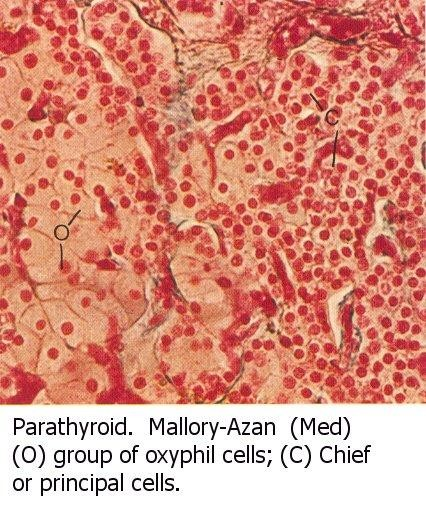 C
O
Parathyroid. Mallory-Azan (Med)
(O) group of oxyphil cells; (C) Chief
or principal cells.